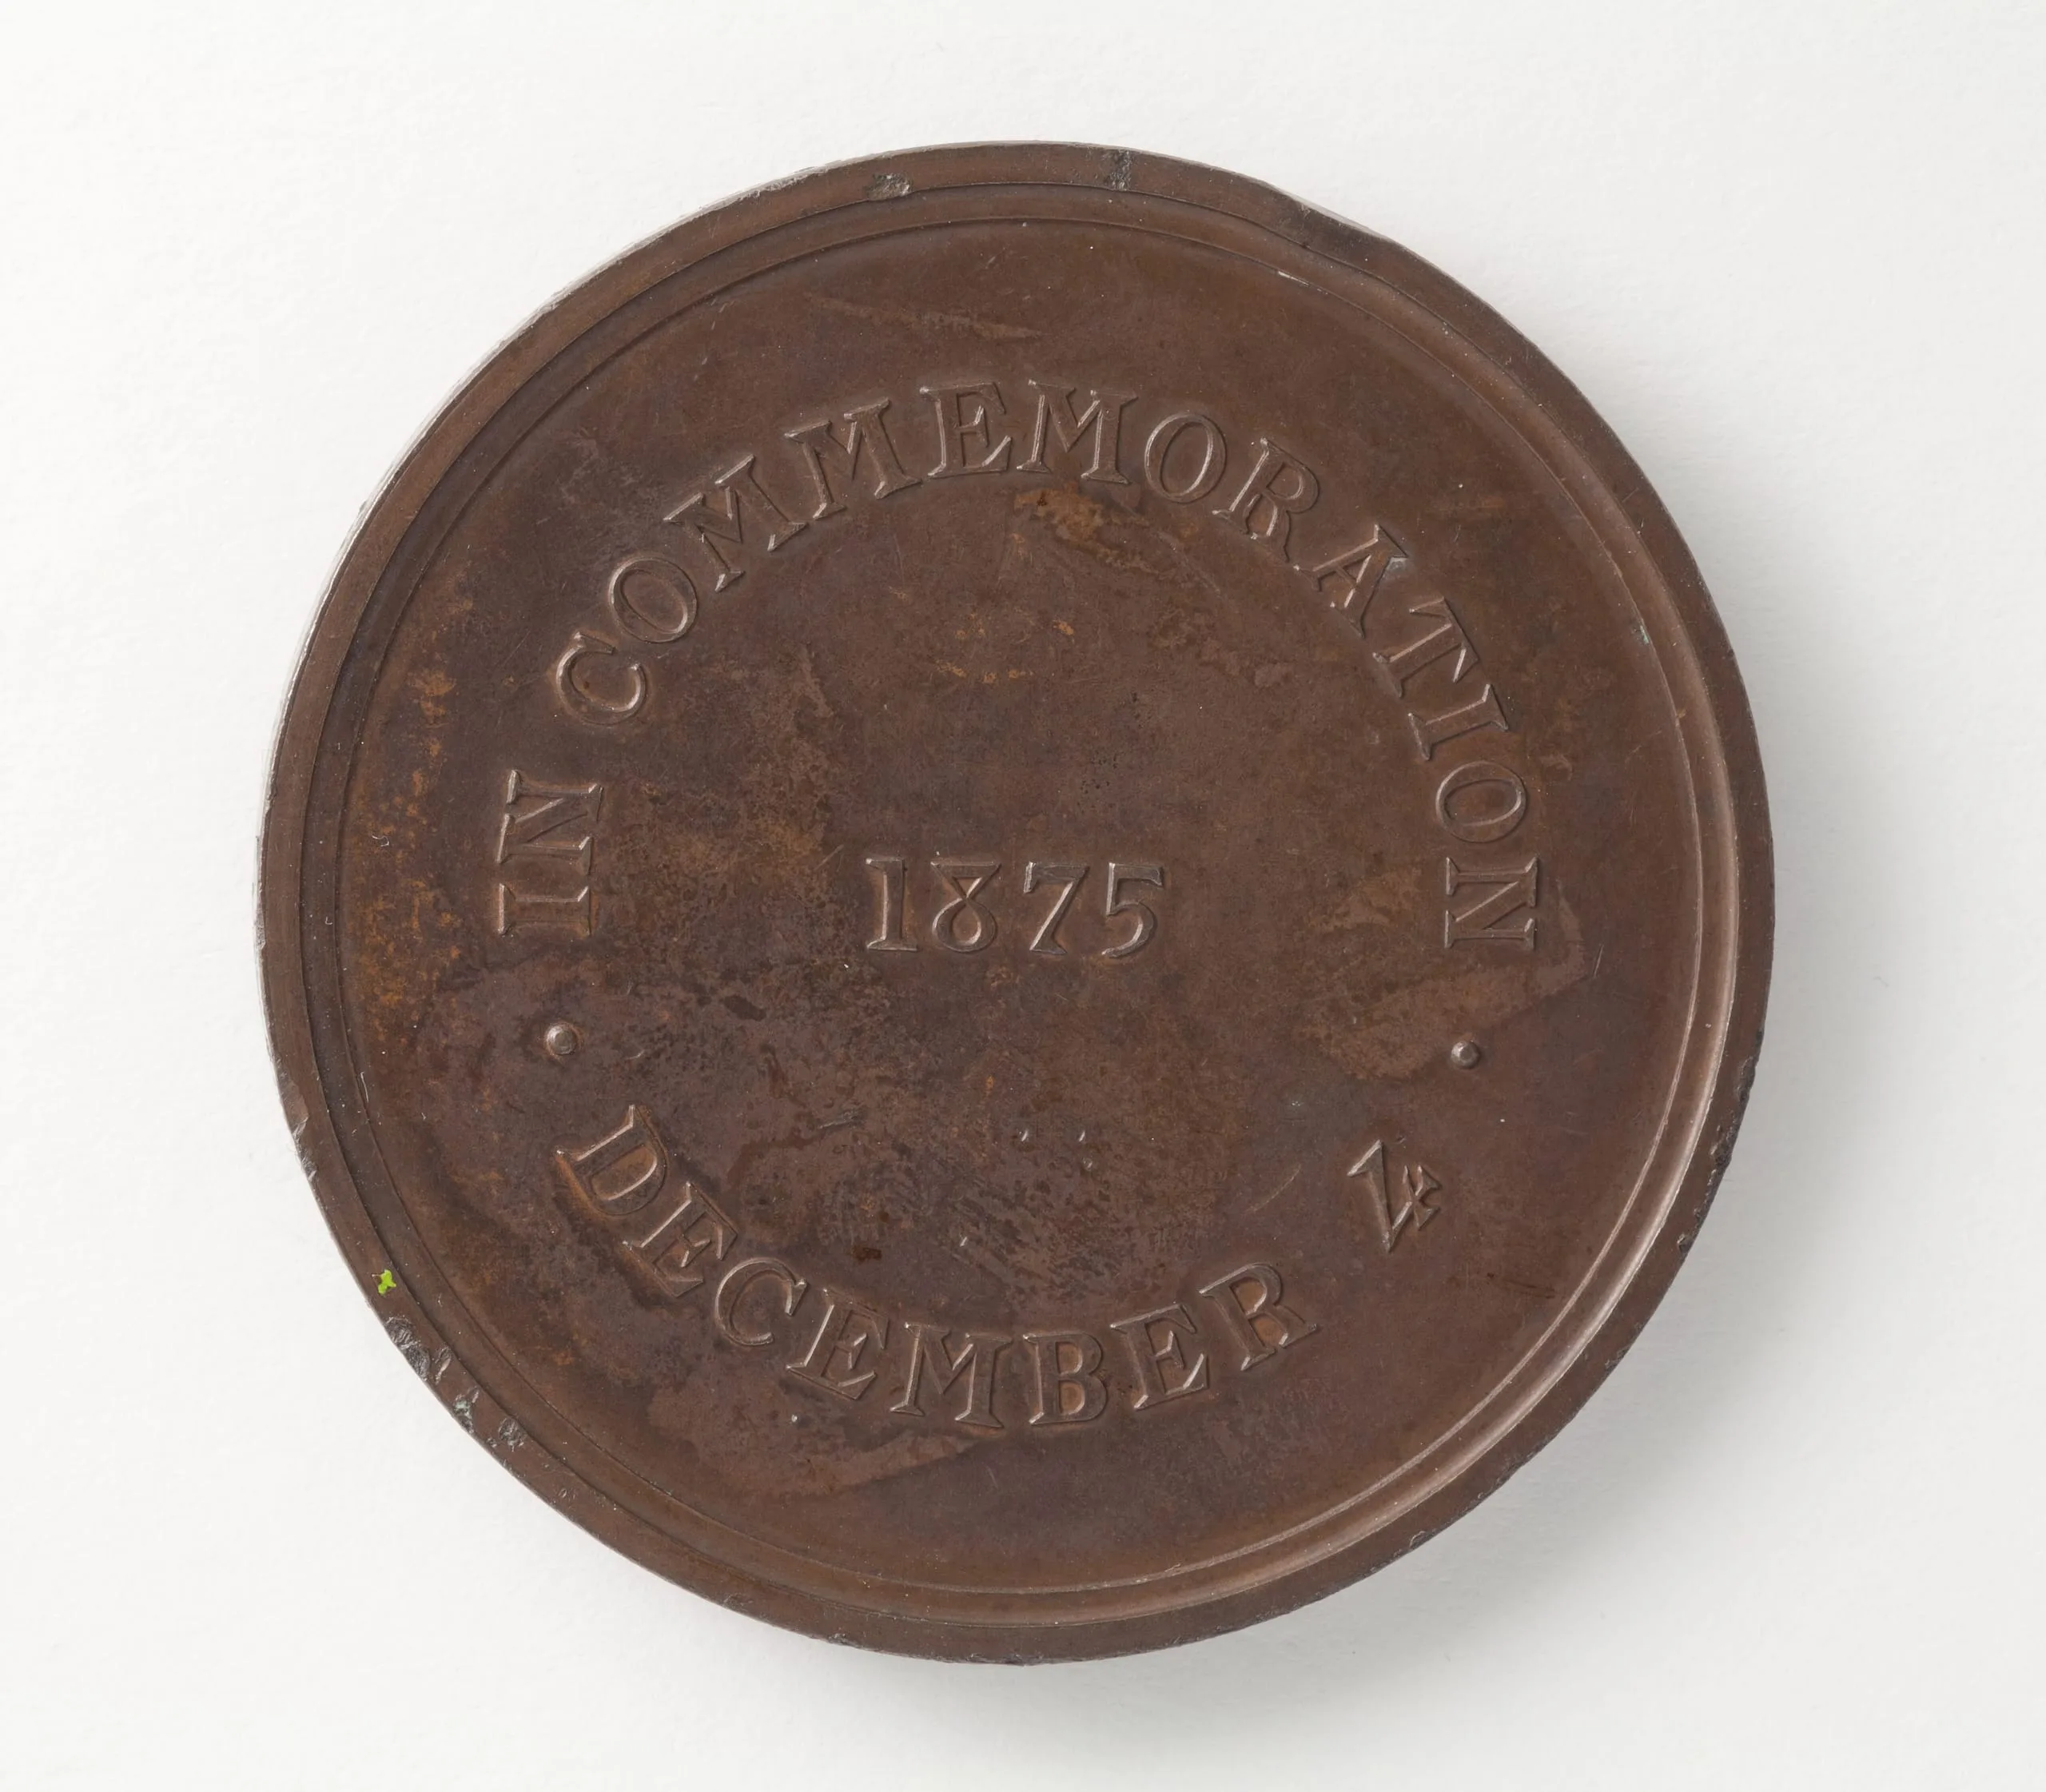 IN COMMEMORATION
1875
· DECEMBER 4 ·